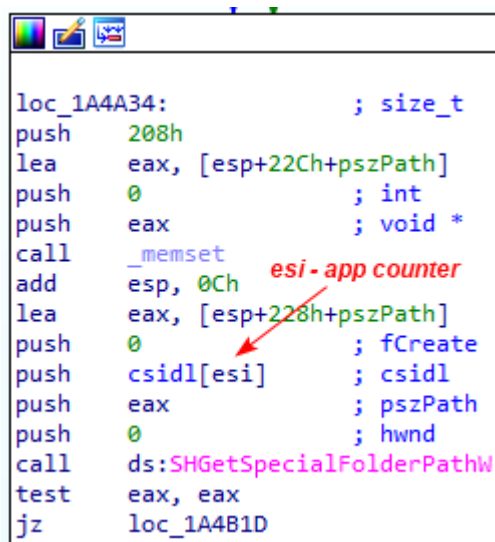 loc_1A4A34: ; size_t
push 208h
lea eax, [esp+22Ch+pszPath]
push 0 ; int
push eax ; void *
call _memset
add esp, 0Ch
esi - app counter
lea eax, [esp+228h+pszPath]
push 0 ; fCreate
push csidl[esi] ; csidl
push eax ; pszPath
push 0 ; hwnd
call ds:SHGetSpecialFolderPathW
test eax, eax
jz loc_1A4B1D